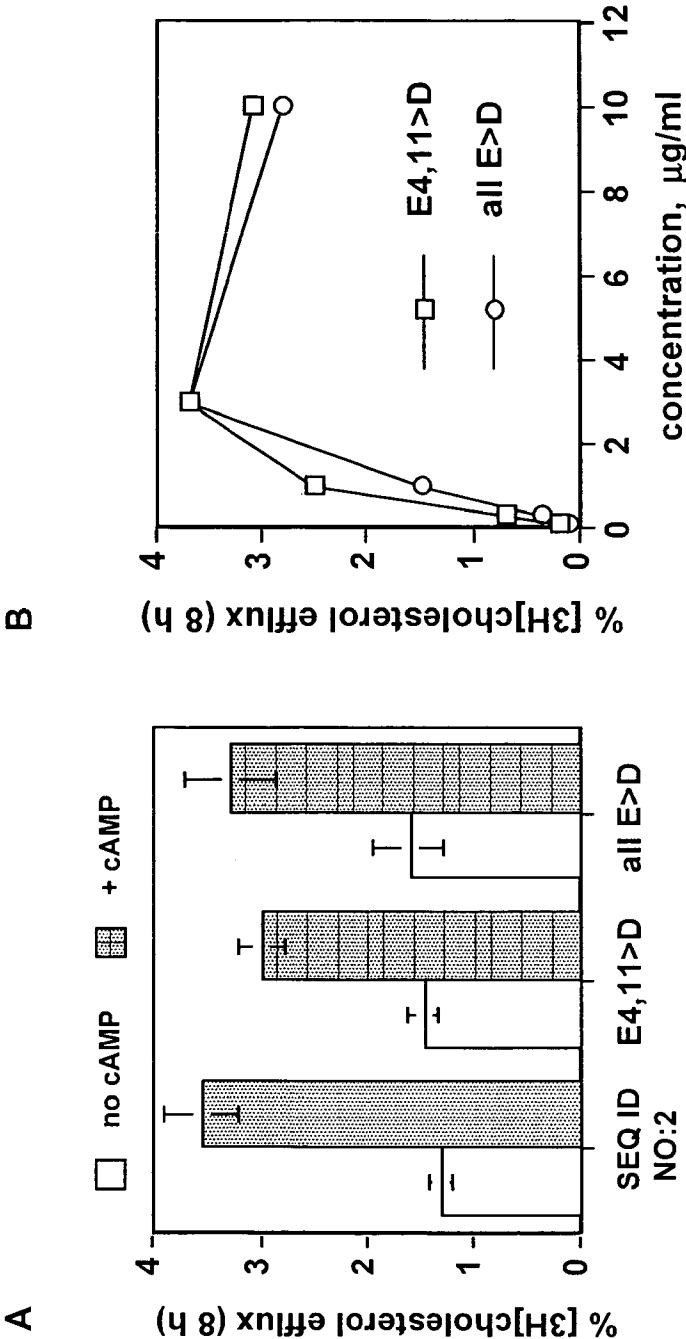 A
no cAMP
+ cAMP
% [3H]cholesterol efflux (8 h)
4
3
2
1
0
SEQ ID
NO:2
E4,11>D
all E>D
B
% [3H]cholesterol efflux (8 h)
4
3
2
1
0
E4,11>D
all E>D
0
2
4
6
8
10
12
concentration, µg/ml